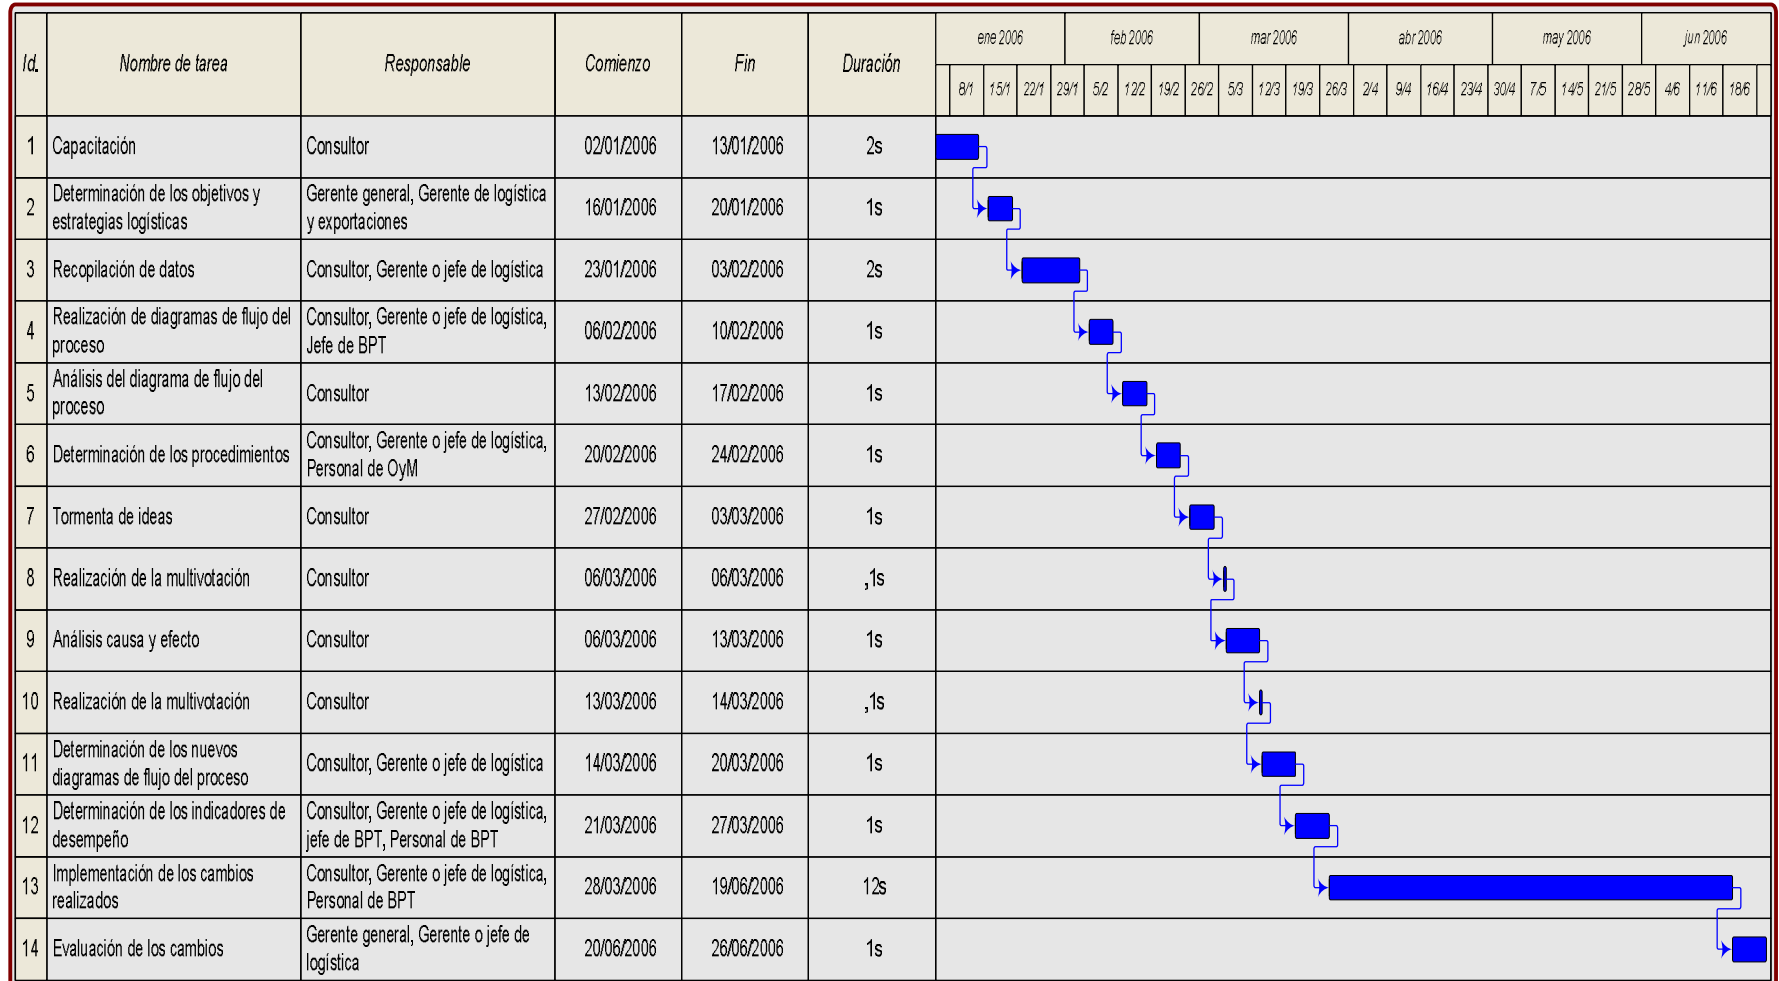 Id.	Nombre de tarea	Responsable	Comienzo	Fin	Duración	ene 2006	feb 2006	mar 2006	abr 2006	may 2006	jun 2006
8/1	15/1	22/1	29/1	5/2	12/2	19/2	26/2	5/3	12/3	19/3	26/3	2/4	9/4	16/4	23/4	30/4	7/5	14/5	21/5	28/5	4/6	11/6	18/6
1	Capacitación	Consultor	02/01/2006	13/01/2006	2s
2	Determinación de los objetivos y
estrategias logísticas	Gerente general, Gerente de logística
y exportaciones	16/01/2006	20/01/2006	1s
3	Recopilación de datos	Consultor, Gerente o jefe de logística	23/01/2006	03/02/2006	2s
4	Realización de diagramas de flujo del
proceso	Consultor, Gerente o jefe de logística,
Jefe de BPT	06/02/2006	10/02/2006	1s
5	Análisis del diagrama de flujo del
proceso	Consultor	13/02/2006	17/02/2006	1s
6	Determinación de los procedimientos	Consultor, Gerente o jefe de logística,
Personal de OyM	20/02/2006	24/02/2006	1s
7	Tormenta de ideas	Consultor	27/02/2006	03/03/2006	1s
8	Realización de la multivotación	Consultor	06/03/2006	06/03/2006	,1s
9	Análisis causa y efecto	Consultor	06/03/2006	13/03/2006	1s
10	Realización de la multivotación	Consultor	13/03/2006	14/03/2006	,1s
11	Determinación de los nuevos
diagramas de flujo del proceso	Consultor, Gerente o jefe de logística	14/03/2006	20/03/2006	1s
12	Determinación de los indicadores de
desempeño	Consultor, Gerente o jefe de logística,
jefe de BPT, Personal de BPT	21/03/2006	27/03/2006	1s
13	Implementación de los cambios
realizados	Consultor, Gerente o jefe de logística,
Personal de BPT	28/03/2006	19/06/2006	12s
14	Evaluación de los cambios	Gerente general, Gerente o jefe de
logística	20/06/2006	26/06/2006	1s